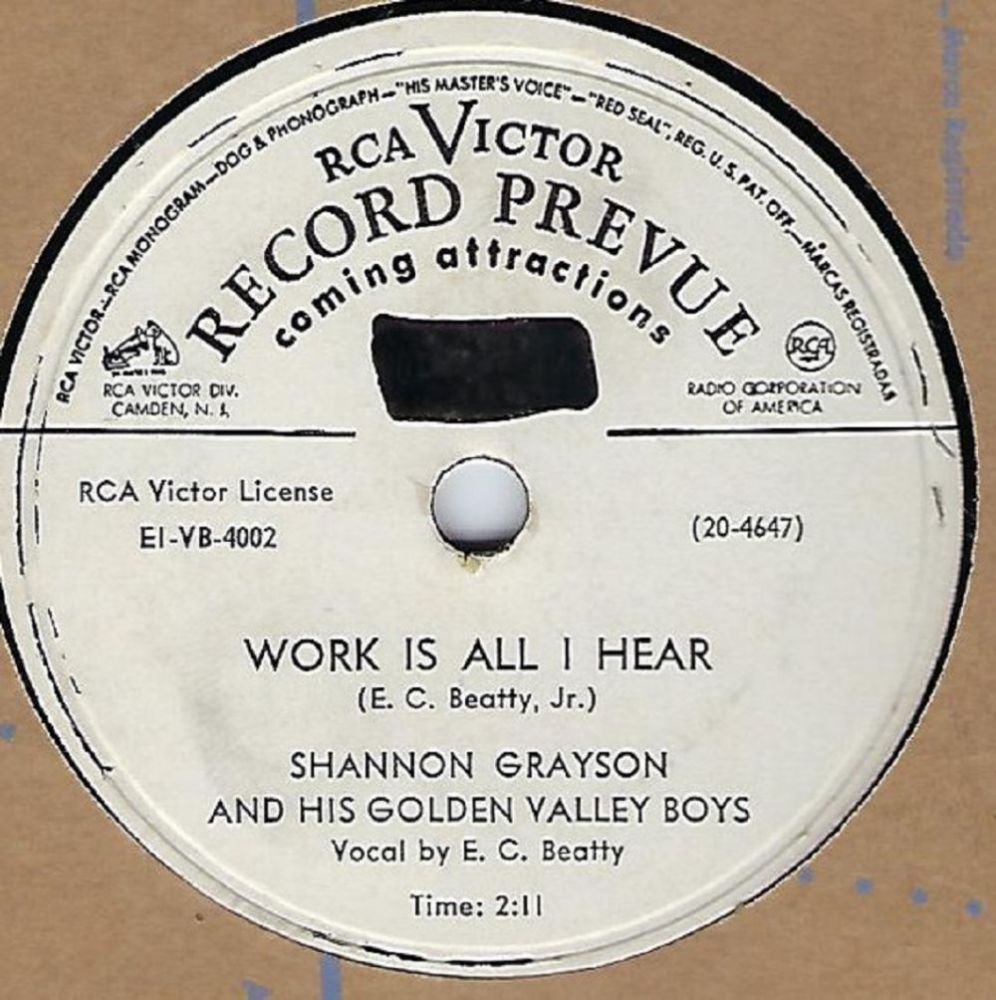 RCA VICTOR—RCA MONOGRAM—DOG & PHONOGRAPH—"HIS MASTER'S VOICE"—"RED SEAL", REG. U. S. PAT. OFF.—MARCAS REGISTRADAS
RCA VICTOR
RECORD PREVUE
coming attractions
RCA
RCA VICTOR DIV.
CAMDEN, N. J.
RADIO CORPORATION
OF AMERICA
RCA Victor License
E1-VB-4002
(20-4647)
WORK IS ALL I HEAR
(E. C. Beatty, Jr.)
SHANNON GRAYSON
AND HIS GOLDEN VALLEY BOYS
Vocal by E. C. Beatty
Time: 2:11